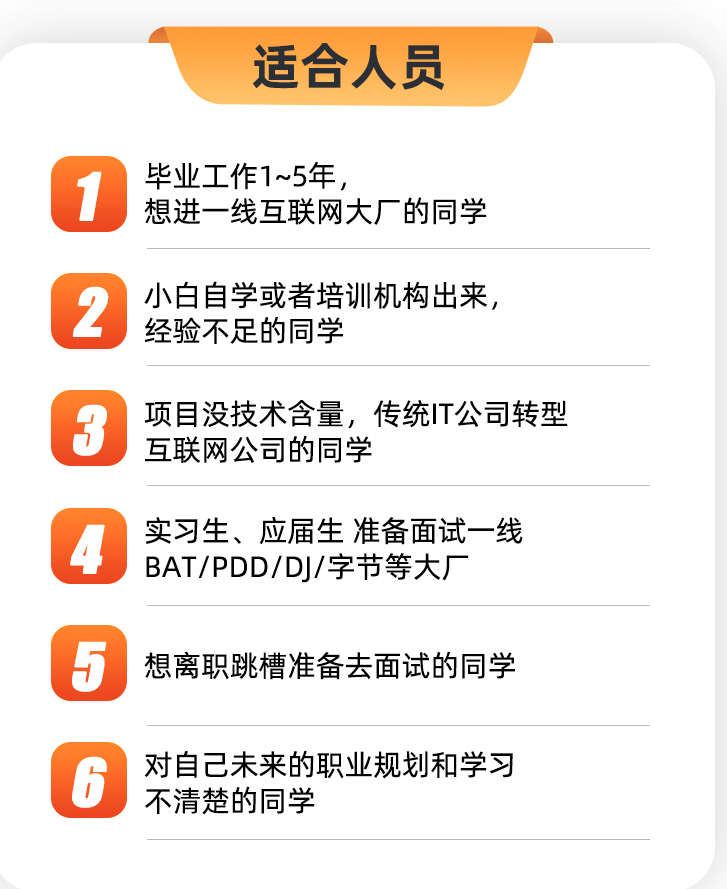 适合人员
1
毕业工作1~5年，
想进一线互联网大厂的同学
2
小白自学或者培训机构出来，
经验不足的同学
3
项目没技术含量，传统IT公司转型
互联网公司的同学
4
实习生、应届生 准备面试一线
BAT/PDD/DJ/字节等大厂
5
想离职跳槽准备去面试的同学
6
对自己未来的职业规划和学习
不清楚的同学